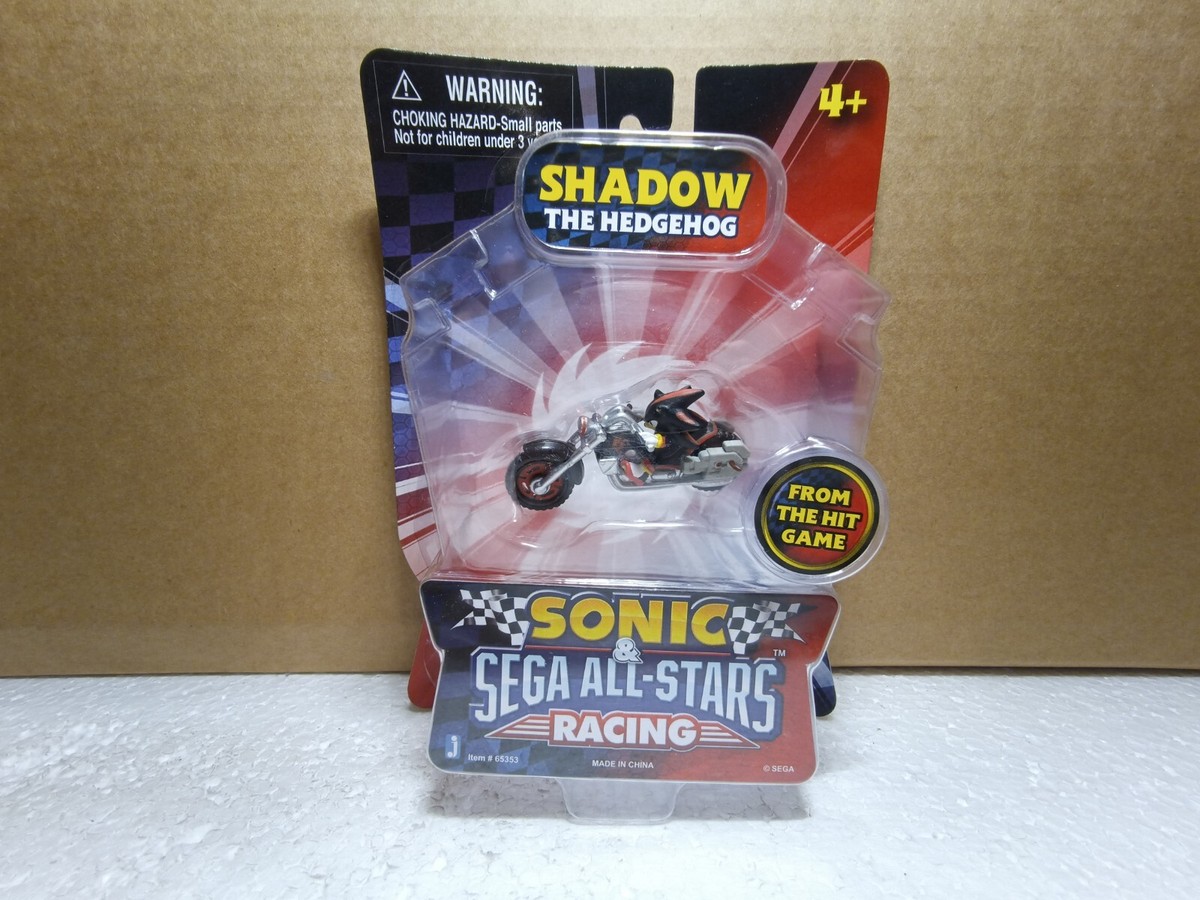 WARNING:
CHOKING HAZARD-Small parts
Not for children under 3
4+
SHADOW
THE HEDGEHOG
FROM
THE HIT
GAME
SONIC
&
SEGA ALL-STARS
TM
RACING
j
Item # 65353
MADE IN CHINA
© SEGA